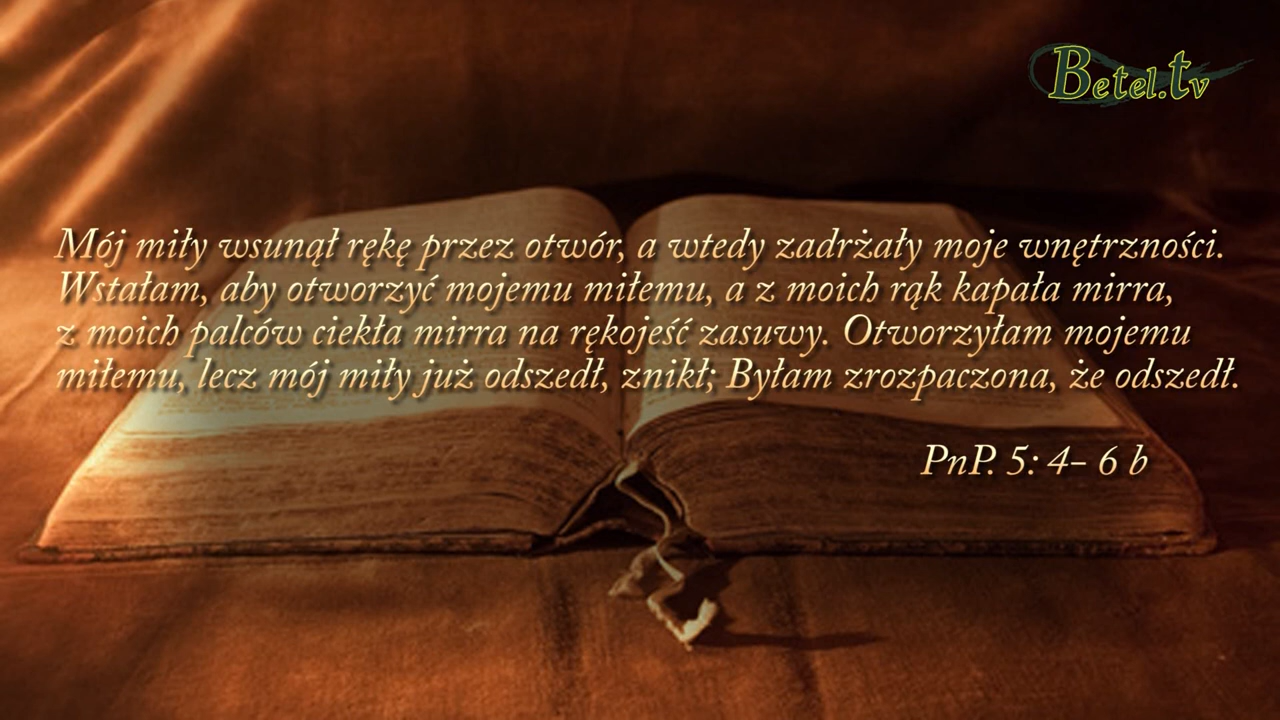 Betel.tv
Mój miły wsunął rękę przez otwór, a wtedy zadrżały moje wnętrzności.
Wstałam, aby otworzyć mojemu miłemu, a z moich rąk kapała mirra,
z moich palców ciekła mirra na rękojeść zasuwy. Otworzyłam mojemu
miłemu, lecz mój miły już odszedł, znikł; Byłam zrozpaczona, że odszedł.
PnP. 5: 4– 6 b